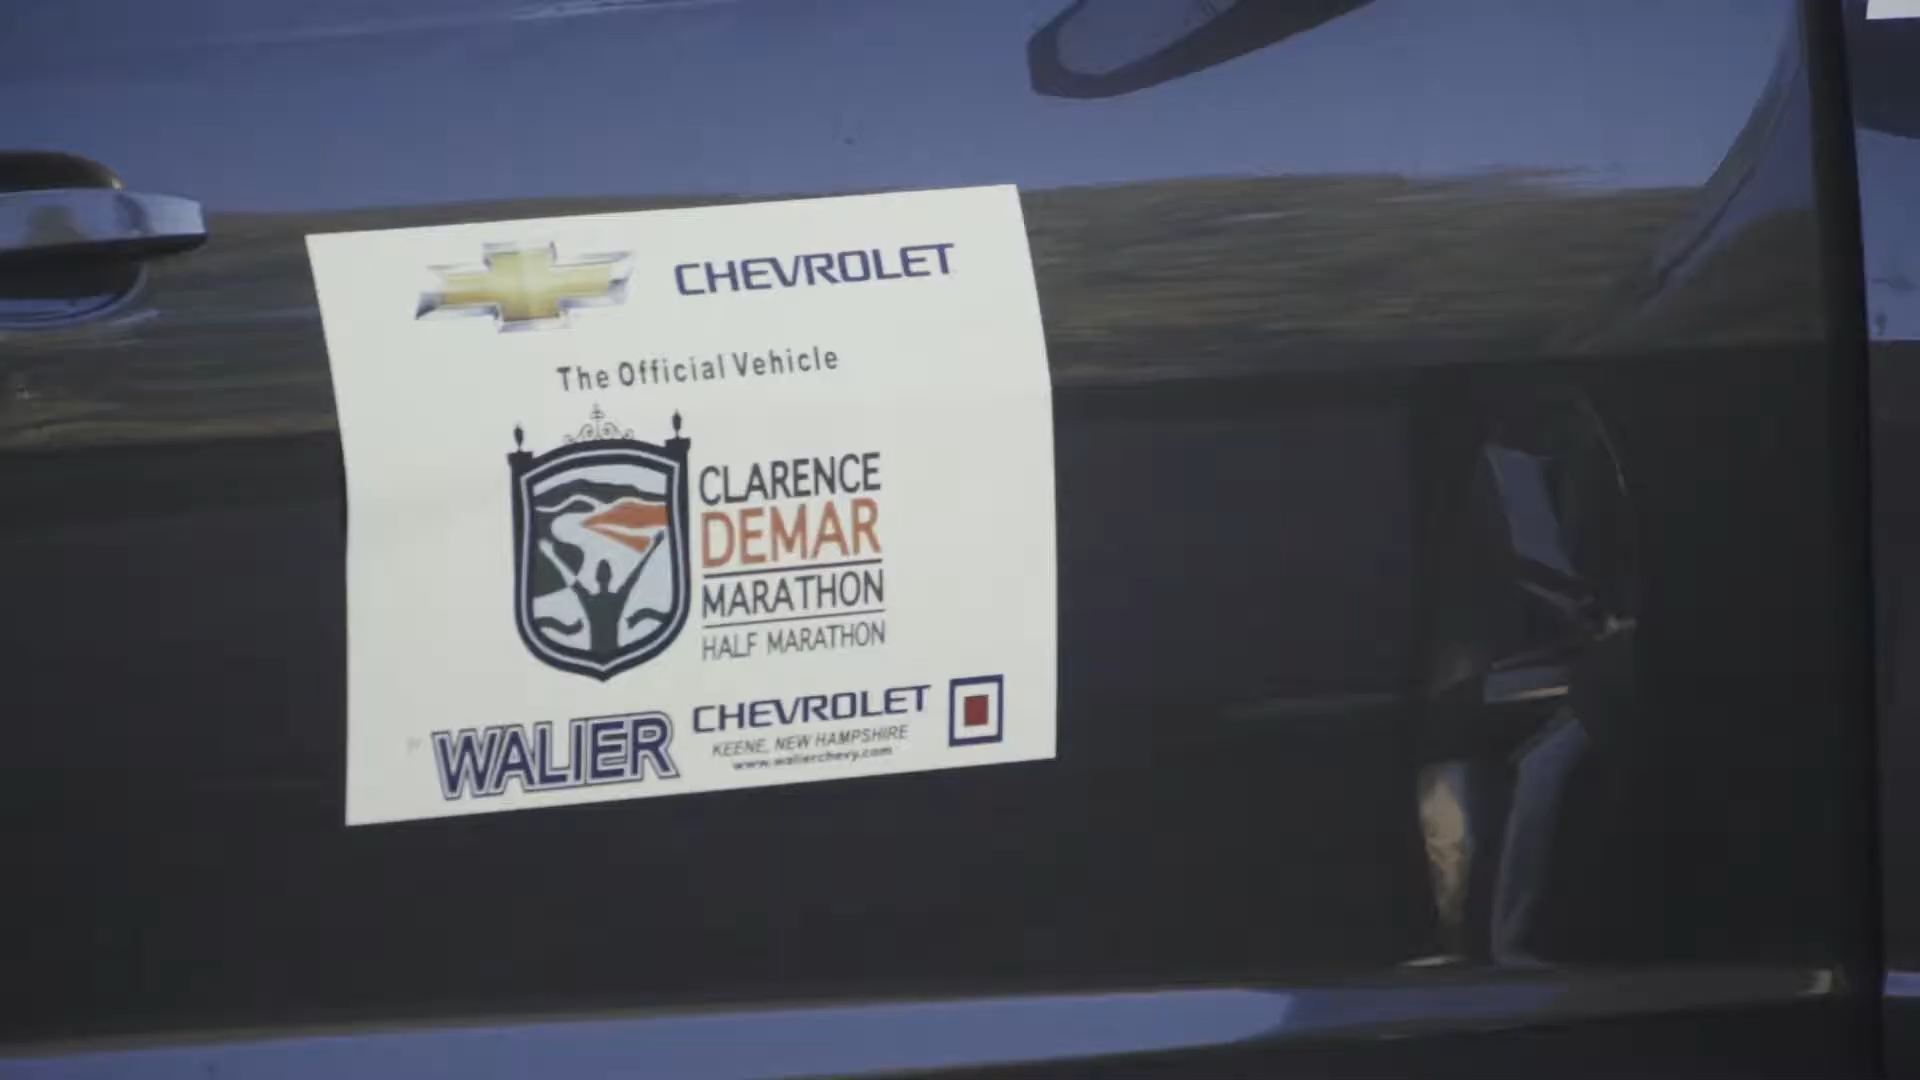 CHEVROLET
The Official Vehicle
CLARENCE
DEMAR
MARATHON
HALF MARATHON
WALIER
CHEVROLET
KEENE, NEW HAMPSHIRE
www.walierchevy.com